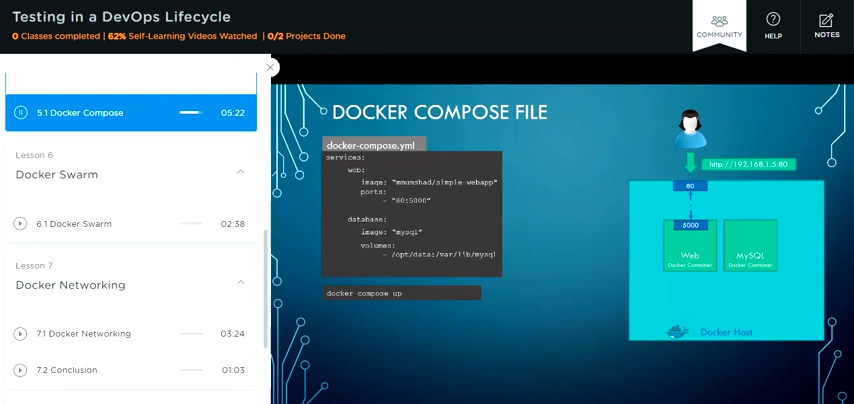 Testing in a DevOps Lifecycle
0 Classes completed | 62% Self-Learning Videos Watched | 0/2 Projects Done
COMMUNITY
HELP
NOTES
5.1 Docker Compose 05:22
Lesson 6
Docker Swarm
6.1 Docker Swarm 02:38
Lesson 7
Docker Networking
7.1 Docker Networking 03:24
7.2 Conclusion 01:03
DOCKER COMPOSE FILE
docker-compose.yml
services:
web:
image: "mmumshad/simple-webapp"
ports:
- "80:5000"
database:
image: "mysql"
volumes:
- /opt/data:/var/lib/mysql
docker-compose up
http://192.168.1.5:80
80
5000
Web
Docker Container
MySQL
Docker Container
Docker Host